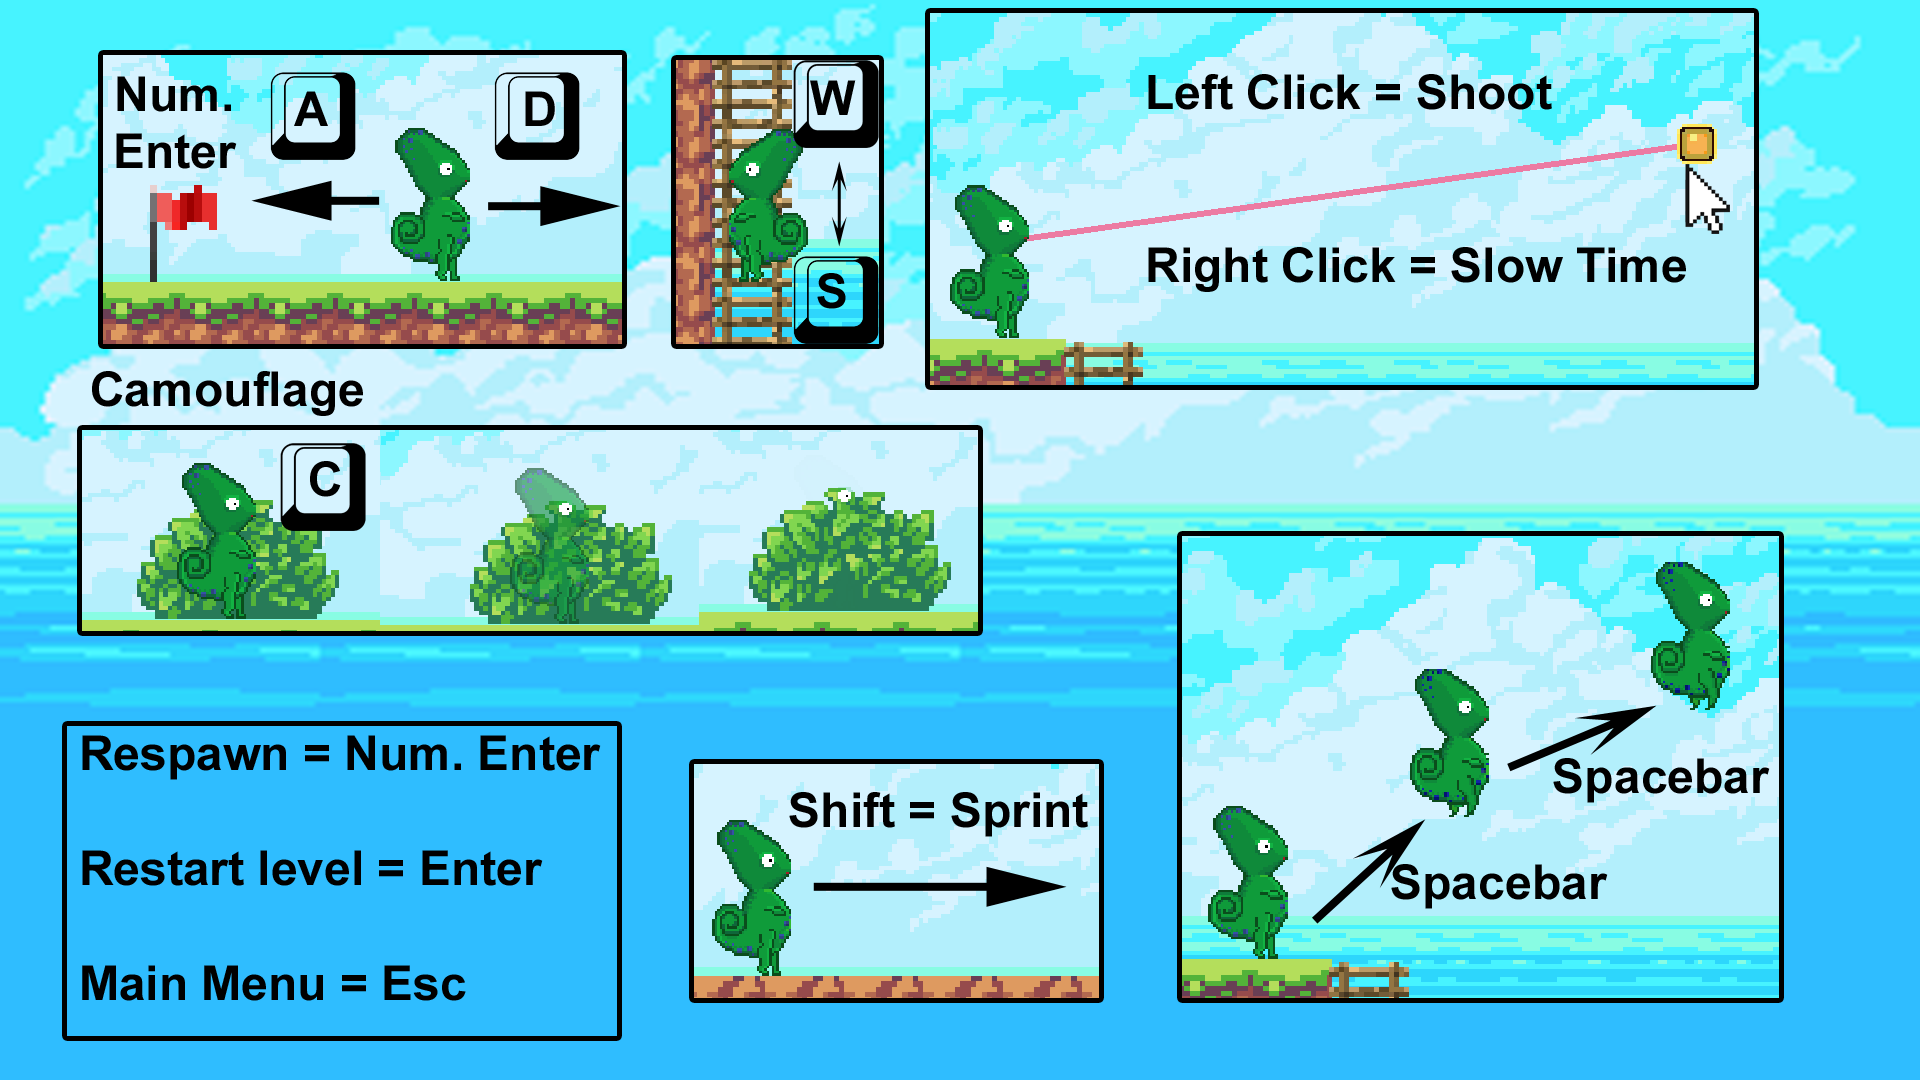 Num.
Enter
A
D
W
S
Left Click = Shoot
Right Click = Slow Time
Camouflage
C
Respawn = Num. Enter
Restart level = Enter
Main Menu = Esc
Shift = Sprint
Spacebar
Spacebar